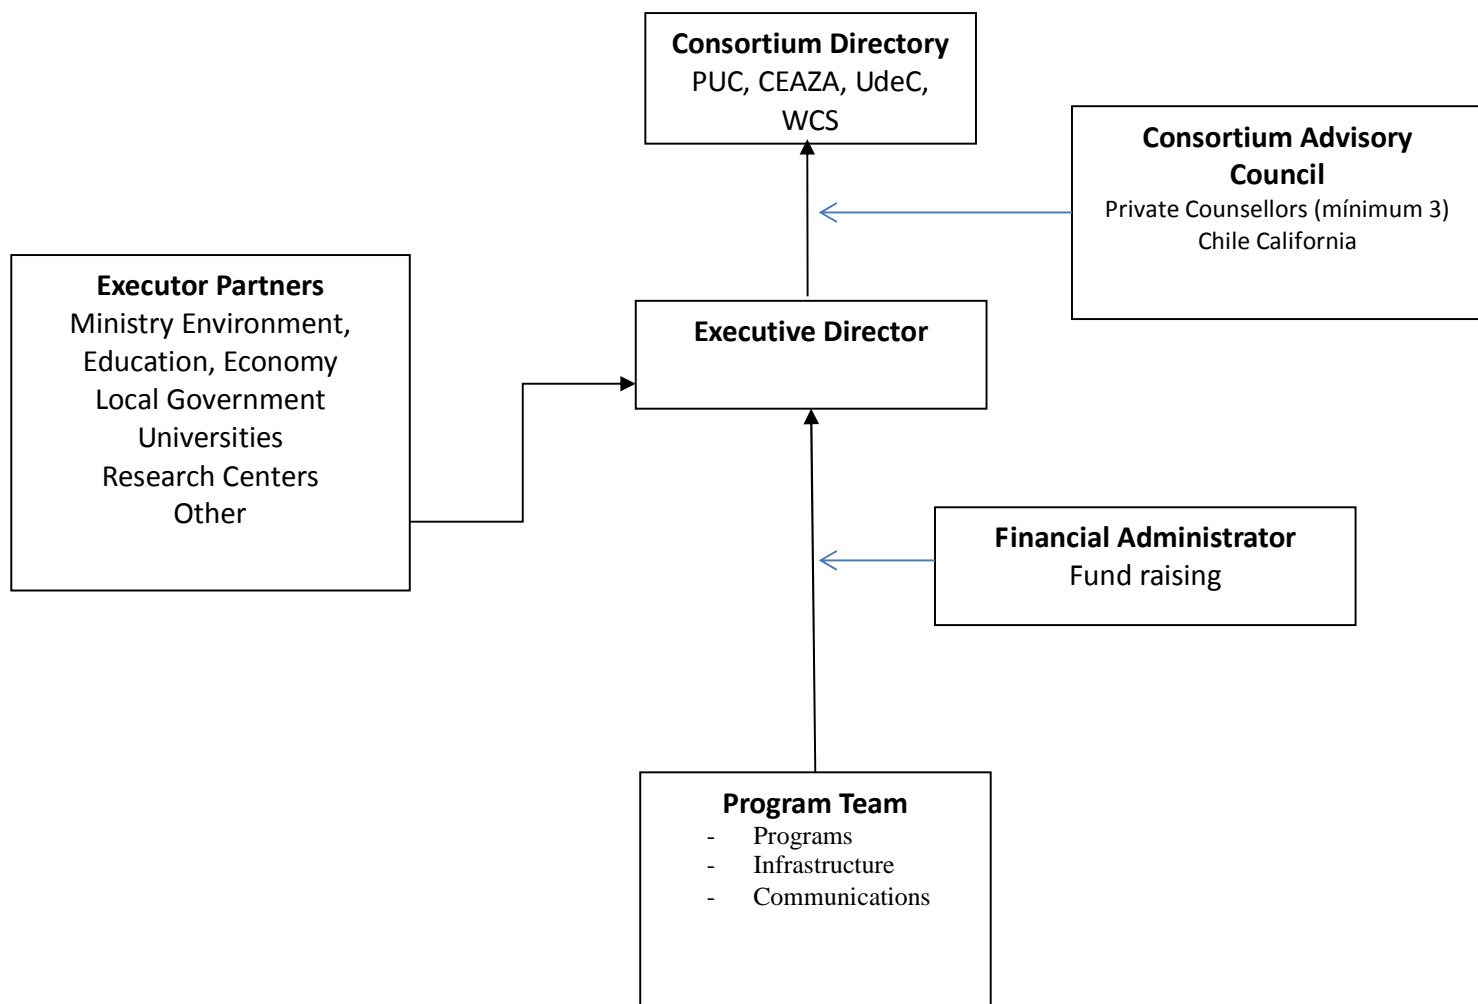 Consortium Directory
PUC, CEAZA, UdeC,
WCS
Consortium Advisory
Council
Private Counsellors (mínimum 3)
Chile California
Executor Partners
Ministry Environment,
Education, Economy
Local Government
Universities
Research Centers
Other
Executive Director
Financial Administrator
Fund raising
Program Team
- Programs
- Infrastructure
- Communications